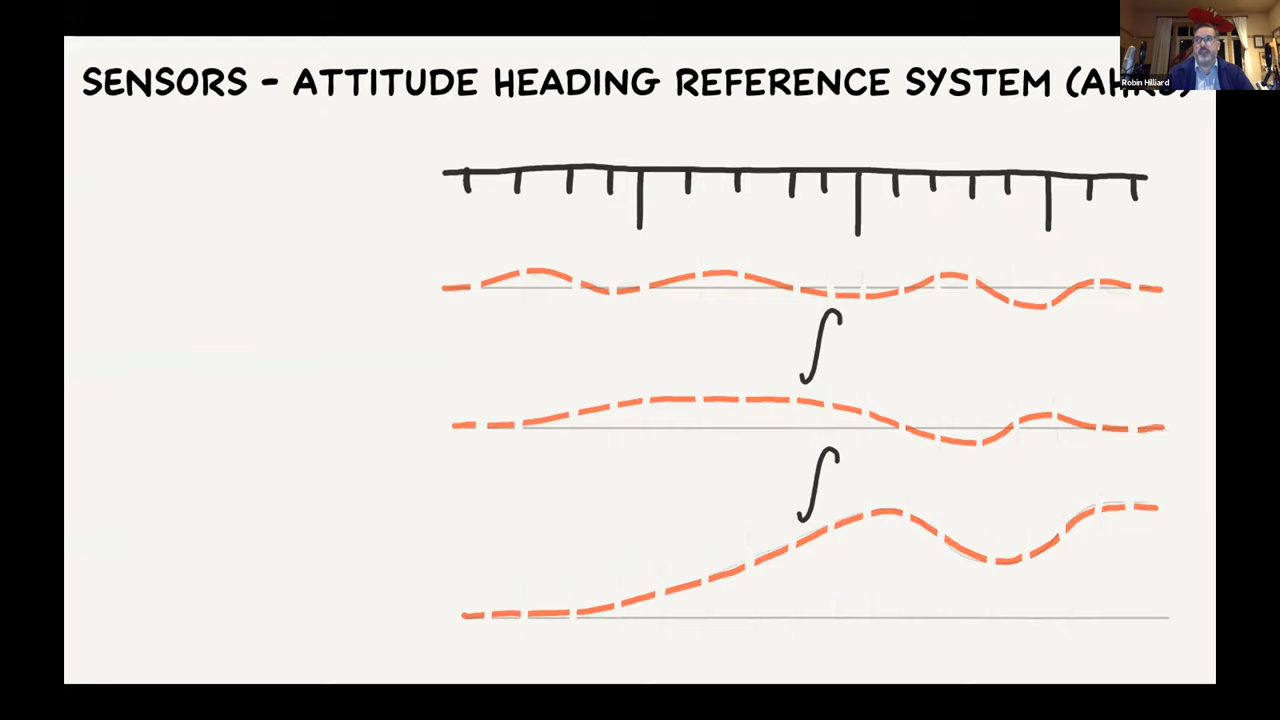 SENSORS - ATTITUDE HEADING REFERENCE SYSTEM
Robin Hilliard
∫
∫